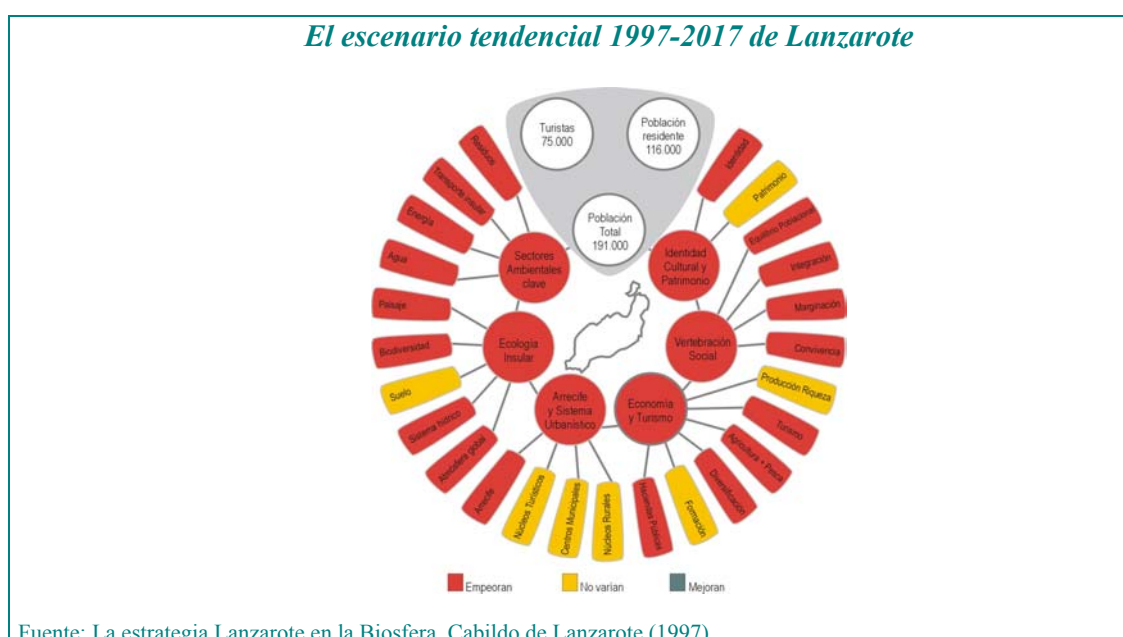 El escenario tendencial 1997-2017 de Lanzarote
Turistas
75.000
Población
residente
116.000
Población
Total
191.000
Residuos
Transporte insular
Energía
Agua
Sectores
Ambientales
clave
Paisaje
Biodiversidad
Suelo
Sistema hídrico
Atmósfera global
Ecología
Insular
Arrecife
Núcleos Turísticos
Centros Municipales
Núcleos Rurales
Arrecife
y Sistema
Urbanístico
Haciendas Públicas
Formación
Diversificación
Agricultura + Pesca
Turismo
Producción Riqueza
Economía
y Turismo
Convivencia
Marginación
Integración
Equilibrio Poblacional
Vertebración
Social
Patrimonio
Identidad
Identidad
Cultural y
Patrimonio
Empeoran
No varian
Mejoran
Fuente: La estrategia Lanzarote en la Biosfera. Cabildo de Lanzarote (1997)